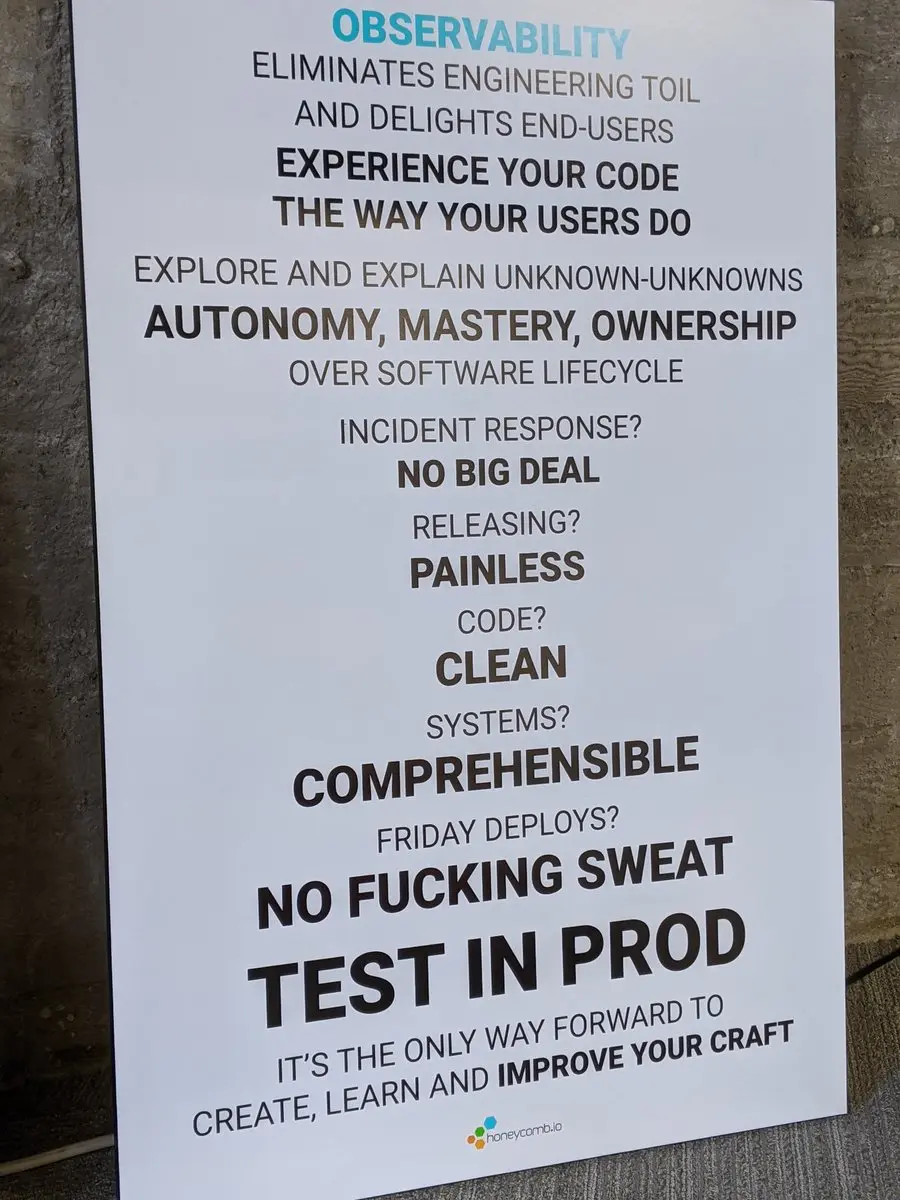 OBSERVABILITY
ELIMINATES ENGINEERING TOIL
AND DELIGHTS END-USERS
EXPERIENCE YOUR CODE
THE WAY YOUR USERS DO
EXPLORE AND EXPLAIN UNKNOWN-UNKNOWNS
AUTONOMY, MASTERY, OWNERSHIP
OVER SOFTWARE LIFECYCLE
INCIDENT RESPONSE?
NO BIG DEAL
RELEASING?
PAINLESS
CODE?
CLEAN
SYSTEMS?
COMPREHENSIBLE
FRIDAY DEPLOYS?
NO FUCKING SWEAT
TEST IN PROD
IT'S THE ONLY WAY FORWARD TO
CREATE, LEARN AND IMPROVE YOUR CRAFT
honeycomb.io